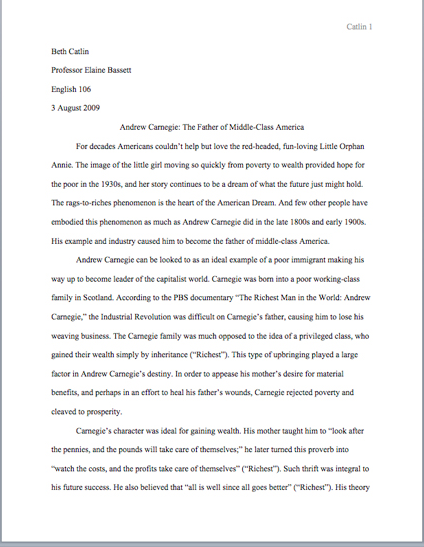 Catlin 1
Beth Catlin
Professor Elaine Bassett
English 106
3 August 2009
Andrew Carnegie: The Father of Middle-Class America
For decades Americans couldn't help but love the red-headed, fun-loving Little Orphan
Annie. The image of the little girl moving so quickly from poverty to wealth provided hope for
the poor in the 1930s, and her story continues to be a dream of what the future just might hold.
The rags-to-riches phenomenon is the heart of the American Dream. And few other people have
embodied this phenomenon as much as Andrew Carnegie did in the late 1800s and early 1900s.
His example and industry caused him to become the father of middle-class America.
Andrew Carnegie can be looked to as an ideal example of a poor immigrant making his
way up to become leader of the capitalist world. Carnegie was born into a poor working-class
family in Scotland. According to the PBS documentary “The Richest Man in the World: Andrew
Carnegie,” the Industrial Revolution was difficult on Carnegie's father, causing him to lose his
weaving business. The Carnegie family was much opposed to the idea of a privileged class, who
gained their wealth simply by inheritance (“Richest”). This type of upbringing played a large
factor in Andrew Carnegie's destiny. In order to appease his mother's desire for material
benefits, and perhaps in an effort to heal his father's wounds, Carnegie rejected poverty and
cleaved to prosperity.
Carnegie's character was ideal for gaining wealth. His mother taught him to “look after
the pennies, and the pounds will take care of themselves;” he later turned this proverb into
“watch the costs, and the profits take care of themselves” (“Richest”). Such thrift was integral to
his future success. He also believed that “all is well since all goes better” (“Richest”). His theory